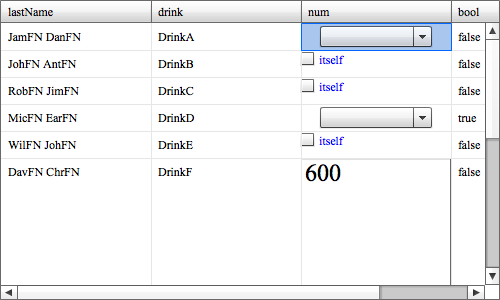 lastName drink num bool
JamFN DanFN DrinkA false
JohFN AntFN DrinkB itself false
RobFN JimFN DrinkC itself false
MicFN EarFN DrinkD true
WilFN JohFN DrinkE itself false
DavFN ChrFN DrinkF 600 false